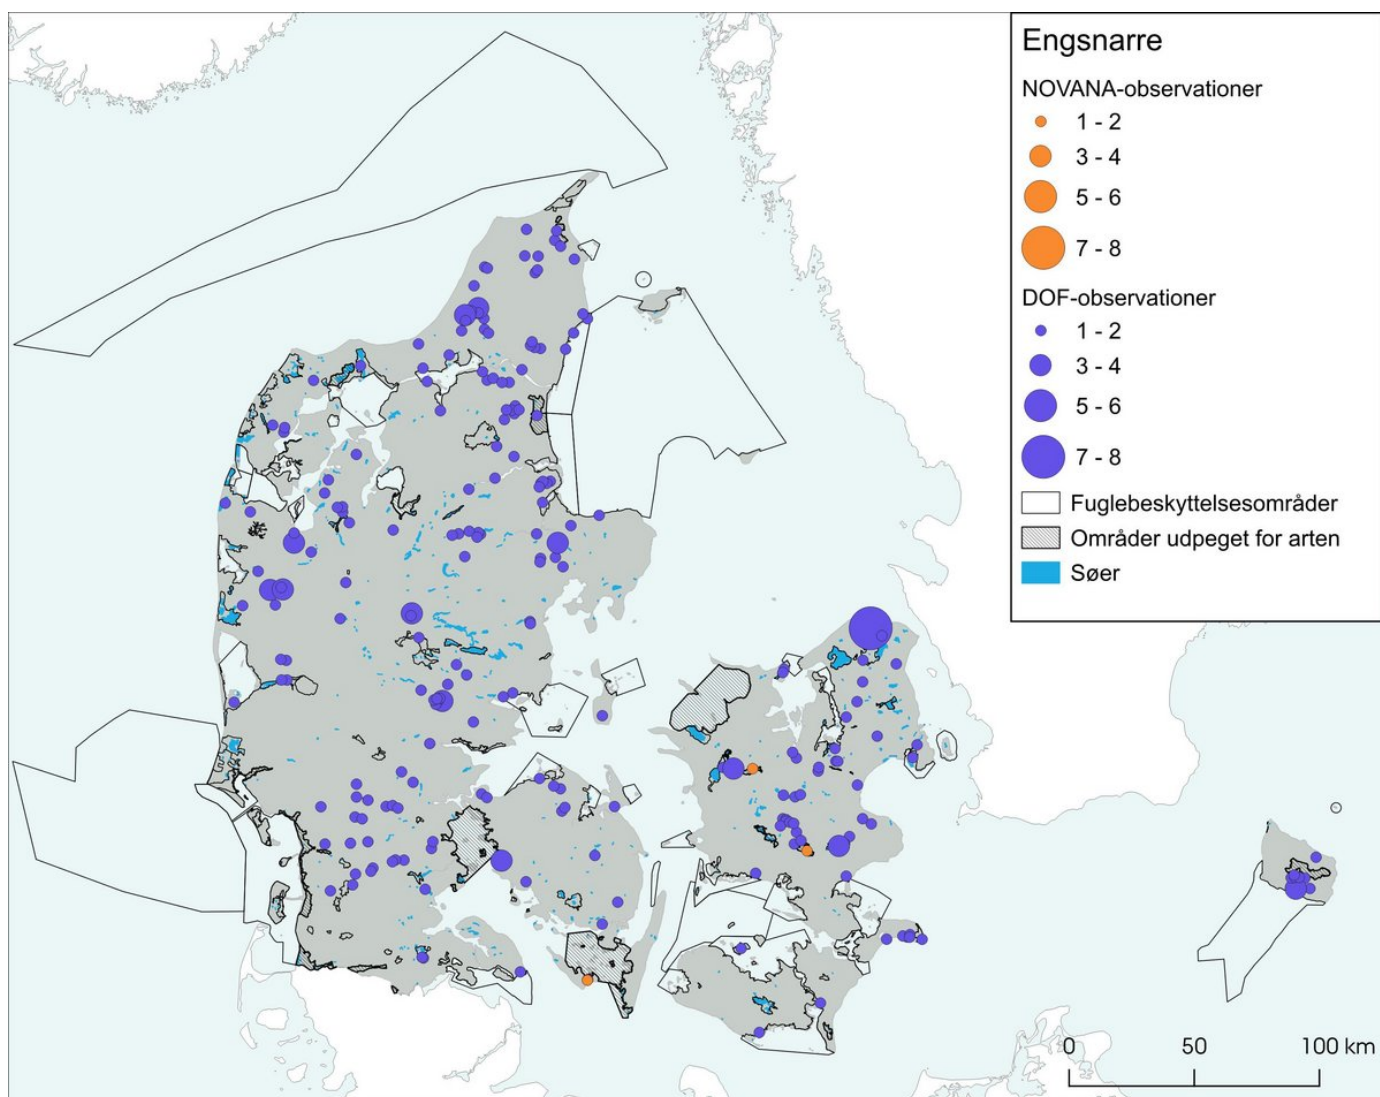 Engsnarre
NOVANA-observationer
1 - 2
3 - 4
5 - 6
7 - 8
DOF-observationer
1 - 2
3 - 4
5 - 6
7 - 8
Fuglebeskyttelsesområder
Områder udpeget for arten
Søer
0 50 100 km